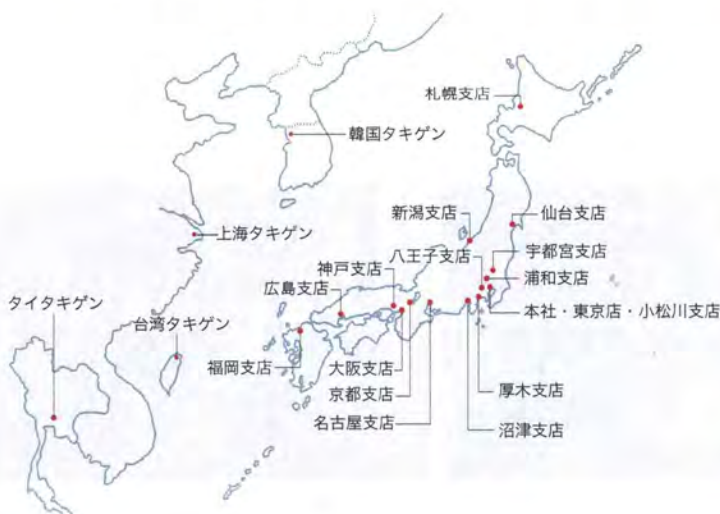 札幌支店
韓国タキゲン
新潟支店
仙台支店
上海タキゲン
八王子支店
宇都宮支店
神戸支店
浦和支店
広島支店
タイタキゲン
台湾タキゲン
本社・東京店・小松川支店
福岡支店
大阪支店
京都支店
厚木支店
名古屋支店
沼津支店